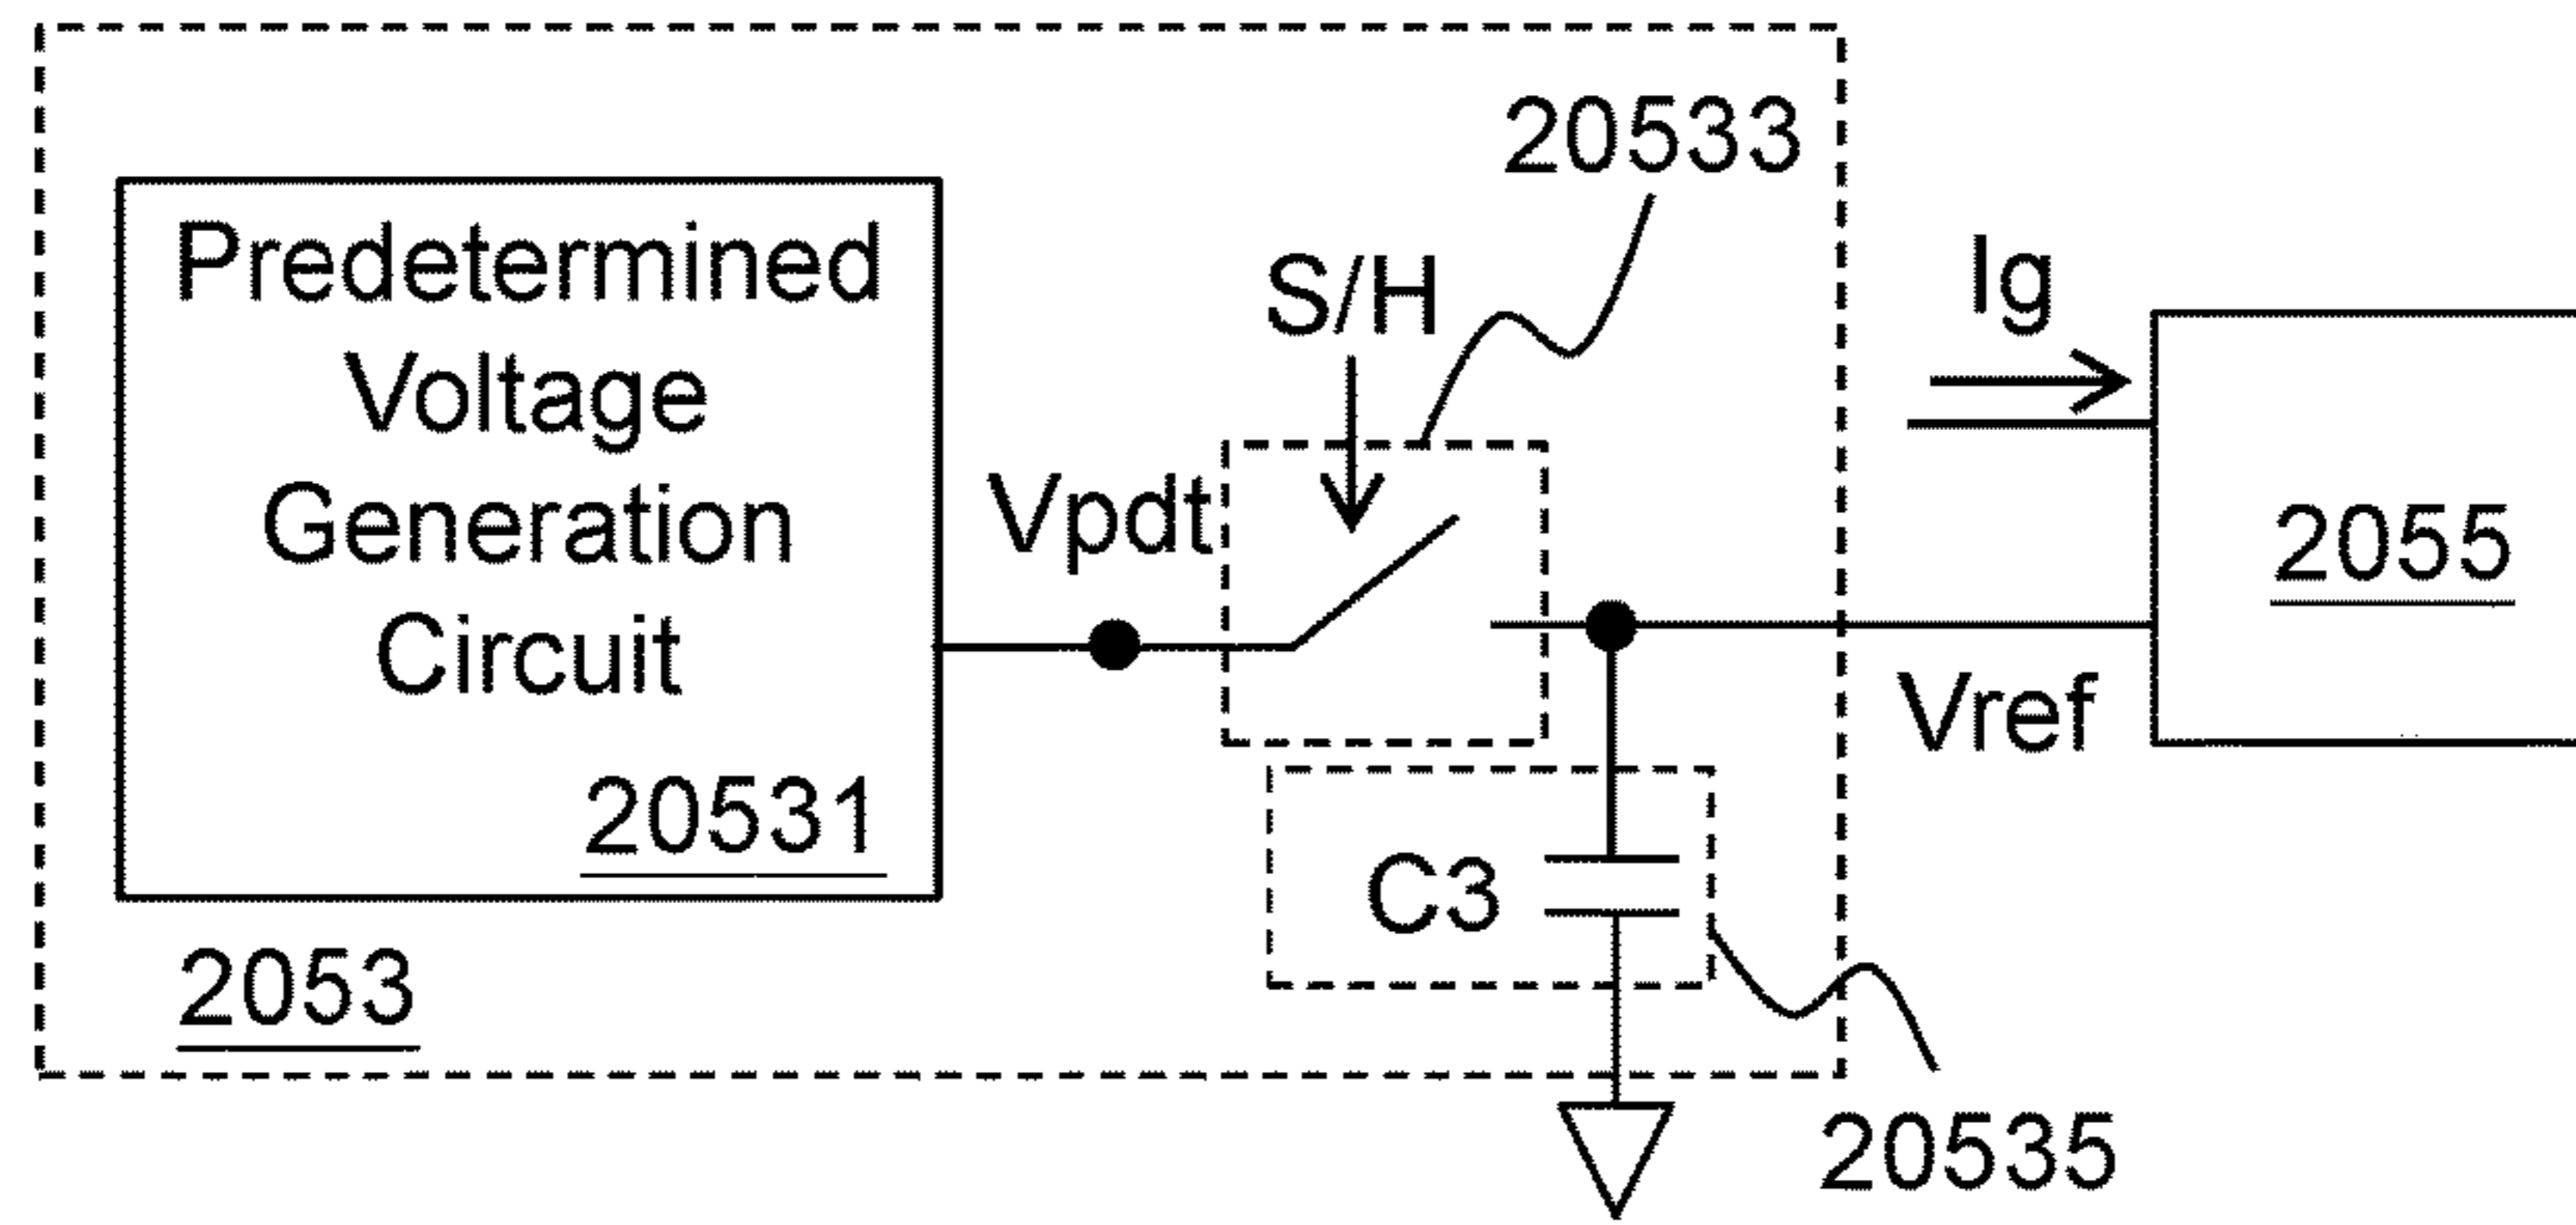 20533
Predetermined
Voltage
Generation
Circuit
20531
S/H
Ig
Vpdt
2055
Vref
C3
2053
20535